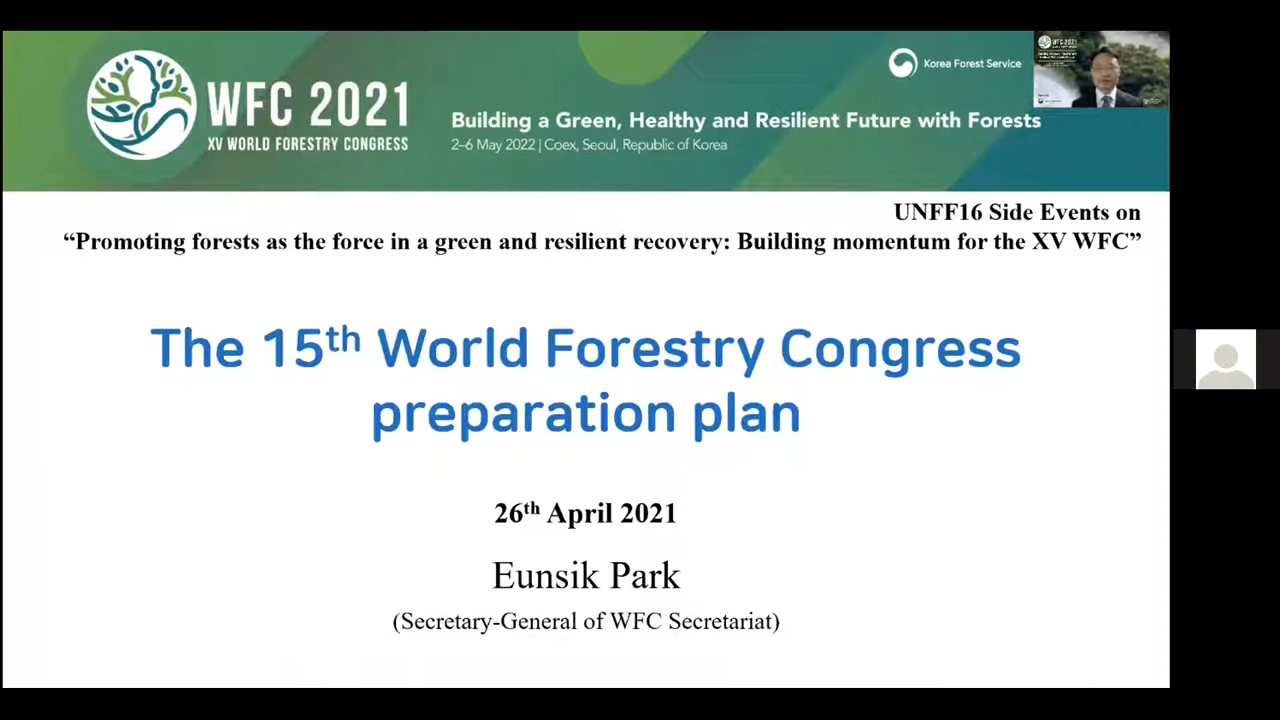 WFC 2021
XV WORLD FORESTRY CONGRESS
Korea Forest Service
Building a Green, Healthy and Resilient Future with Forests
2–6 May 2022 | Coex, Seoul, Republic of Korea
UNFF16 Side Events on
“Promoting forests as the force in a green and resilient recovery: Building momentum for the XV WFC”
The 15th World Forestry Congress
preparation plan
26th April 2021
Eunsik Park
(Secretary-General of WFC Secretariat)